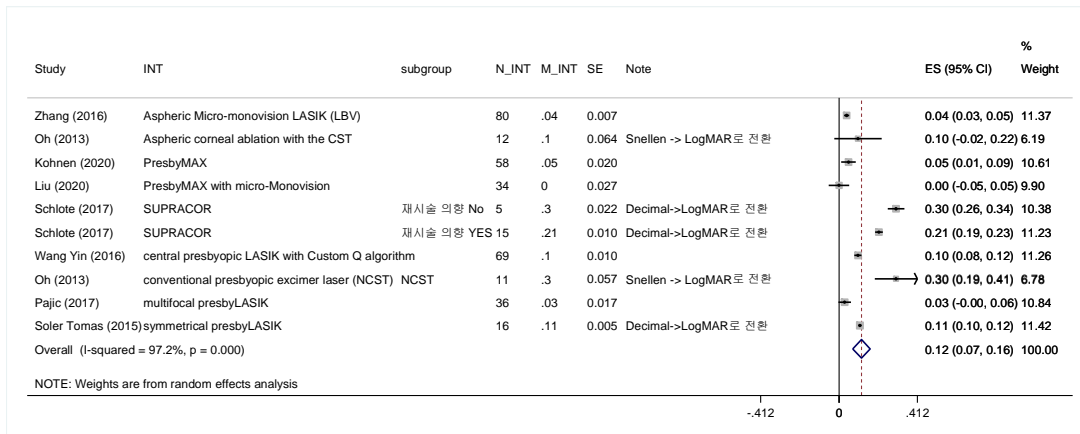 %
Study INT subgroup N_INT M_INT SE Note ES (95% CI) Weight
Zhang (2016) Aspheric Micro-monovision LASIK (LBV) 80 .04 0.007 0.04 (0.03, 0.05) 11.37
Oh (2013) Aspheric corneal ablation with the CST 12 .1 0.064 Snellen -> LogMAR로 전환 0.10 (-0.02, 0.22) 6.19
Kohnen (2020) PresbyMAX 58 .05 0.020 0.05 (0.01, 0.09) 10.61
Liu (2020) PresbyMAX with micro-Monovision 34 0 0.027 0.00 (-0.05, 0.05) 9.90
Schlote (2017) SUPRACOR 재시술 의향 No 5 .3 0.022 Decimal->LogMAR로 전환 0.30 (0.26, 0.34) 10.38
Schlote (2017) SUPRACOR 재시술 의향 YES 15 .21 0.010 Decimal->LogMAR로 전환 0.21 (0.19, 0.23) 11.23
Wang Yin (2016) central presbyopic LASIK with Custom Q algorithm 69 .1 0.010 0.10 (0.08, 0.12) 11.26
Oh (2013) conventional presbyopic excimer laser (NCST) NCST 11 .3 0.057 Snellen -> LogMAR로 전환 0.30 (0.19, 0.41) 6.78
Pajic (2017) multifocal presbyLASIK 36 .03 0.017 0.03 (-0.00, 0.06) 10.84
Soler Tomas (2015) symmetrical presbyLASIK 16 .11 0.005 Decimal->LogMAR로 전환 0.11 (0.10, 0.12) 11.42
Overall (I-squared = 97.2%, p = 0.000) 0.12 (0.07, 0.16) 100.00
NOTE: Weights are from random effects analysis
-.412 0 .412